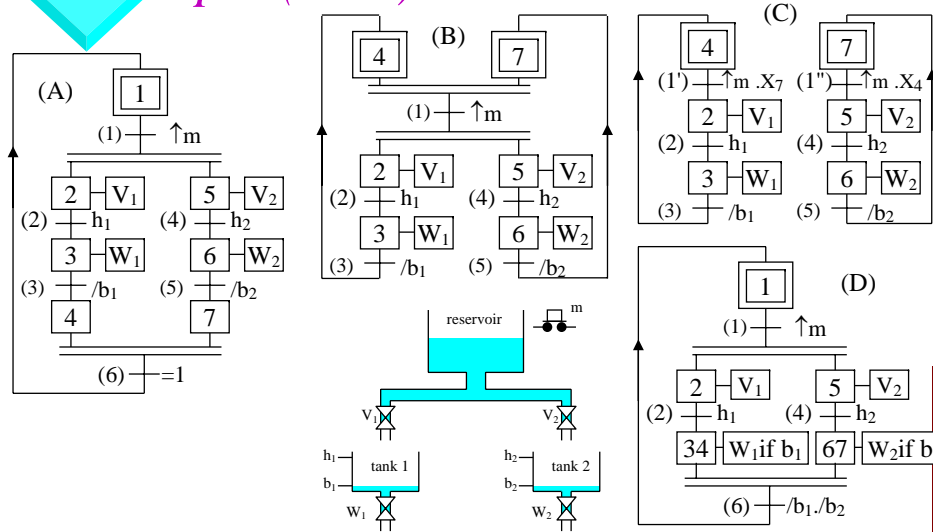 (A)
1
(1) ↑m
2 V₁
5 V₂
(2) h₁
(4) h₂
3 W₁
6 W₂
(3) /b₁
(5) /b₂
4
7
(6) =1
(B)
4
7
(1) ↑m
2 V₁
5 V₂
(2) h₁
(4) h₂
3 W₁
6 W₂
(3) /b₁
(5) /b₂
(C)
4
7
(1') ↑m .X₇
(1") ↑m .X₄
2 V₁
5 V₂
(2) h₁
(4) h₂
3 W₁
6 W₂
(3) /b₁
(5) /b₂
(D)
1
(1) ↑m
2 V₁
5 V₂
(2) h₁
(4) h₂
34 W₁if b₁
67 W₂if b
(6) /b₁./b₂
reservoir
m
V₁
V₂
h₁
tank 1
b₁
W₁
h₂
tank 2
b₂
W₂